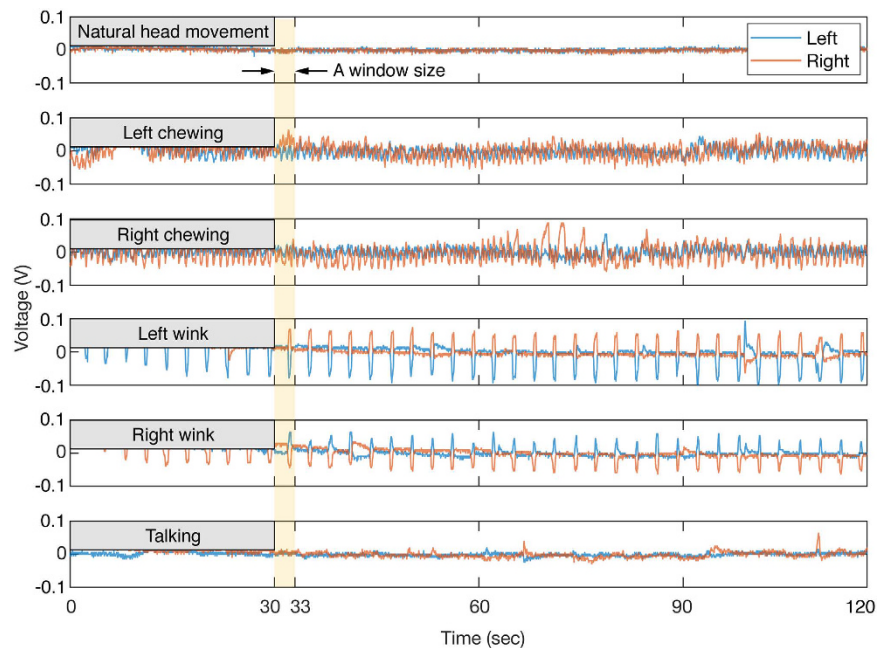 0.1
0
-0.1
Natural head movement
A window size
Left
Right
0.1
0
-0.1
Left chewing
0.1
0
-0.1
Right chewing
0.1
0
-0.1
Left wink
0.1
0
-0.1
Right wink
0.1
0
-0.1
Talking
Voltage (V)
0 30 33 60 90 120
Time (sec)